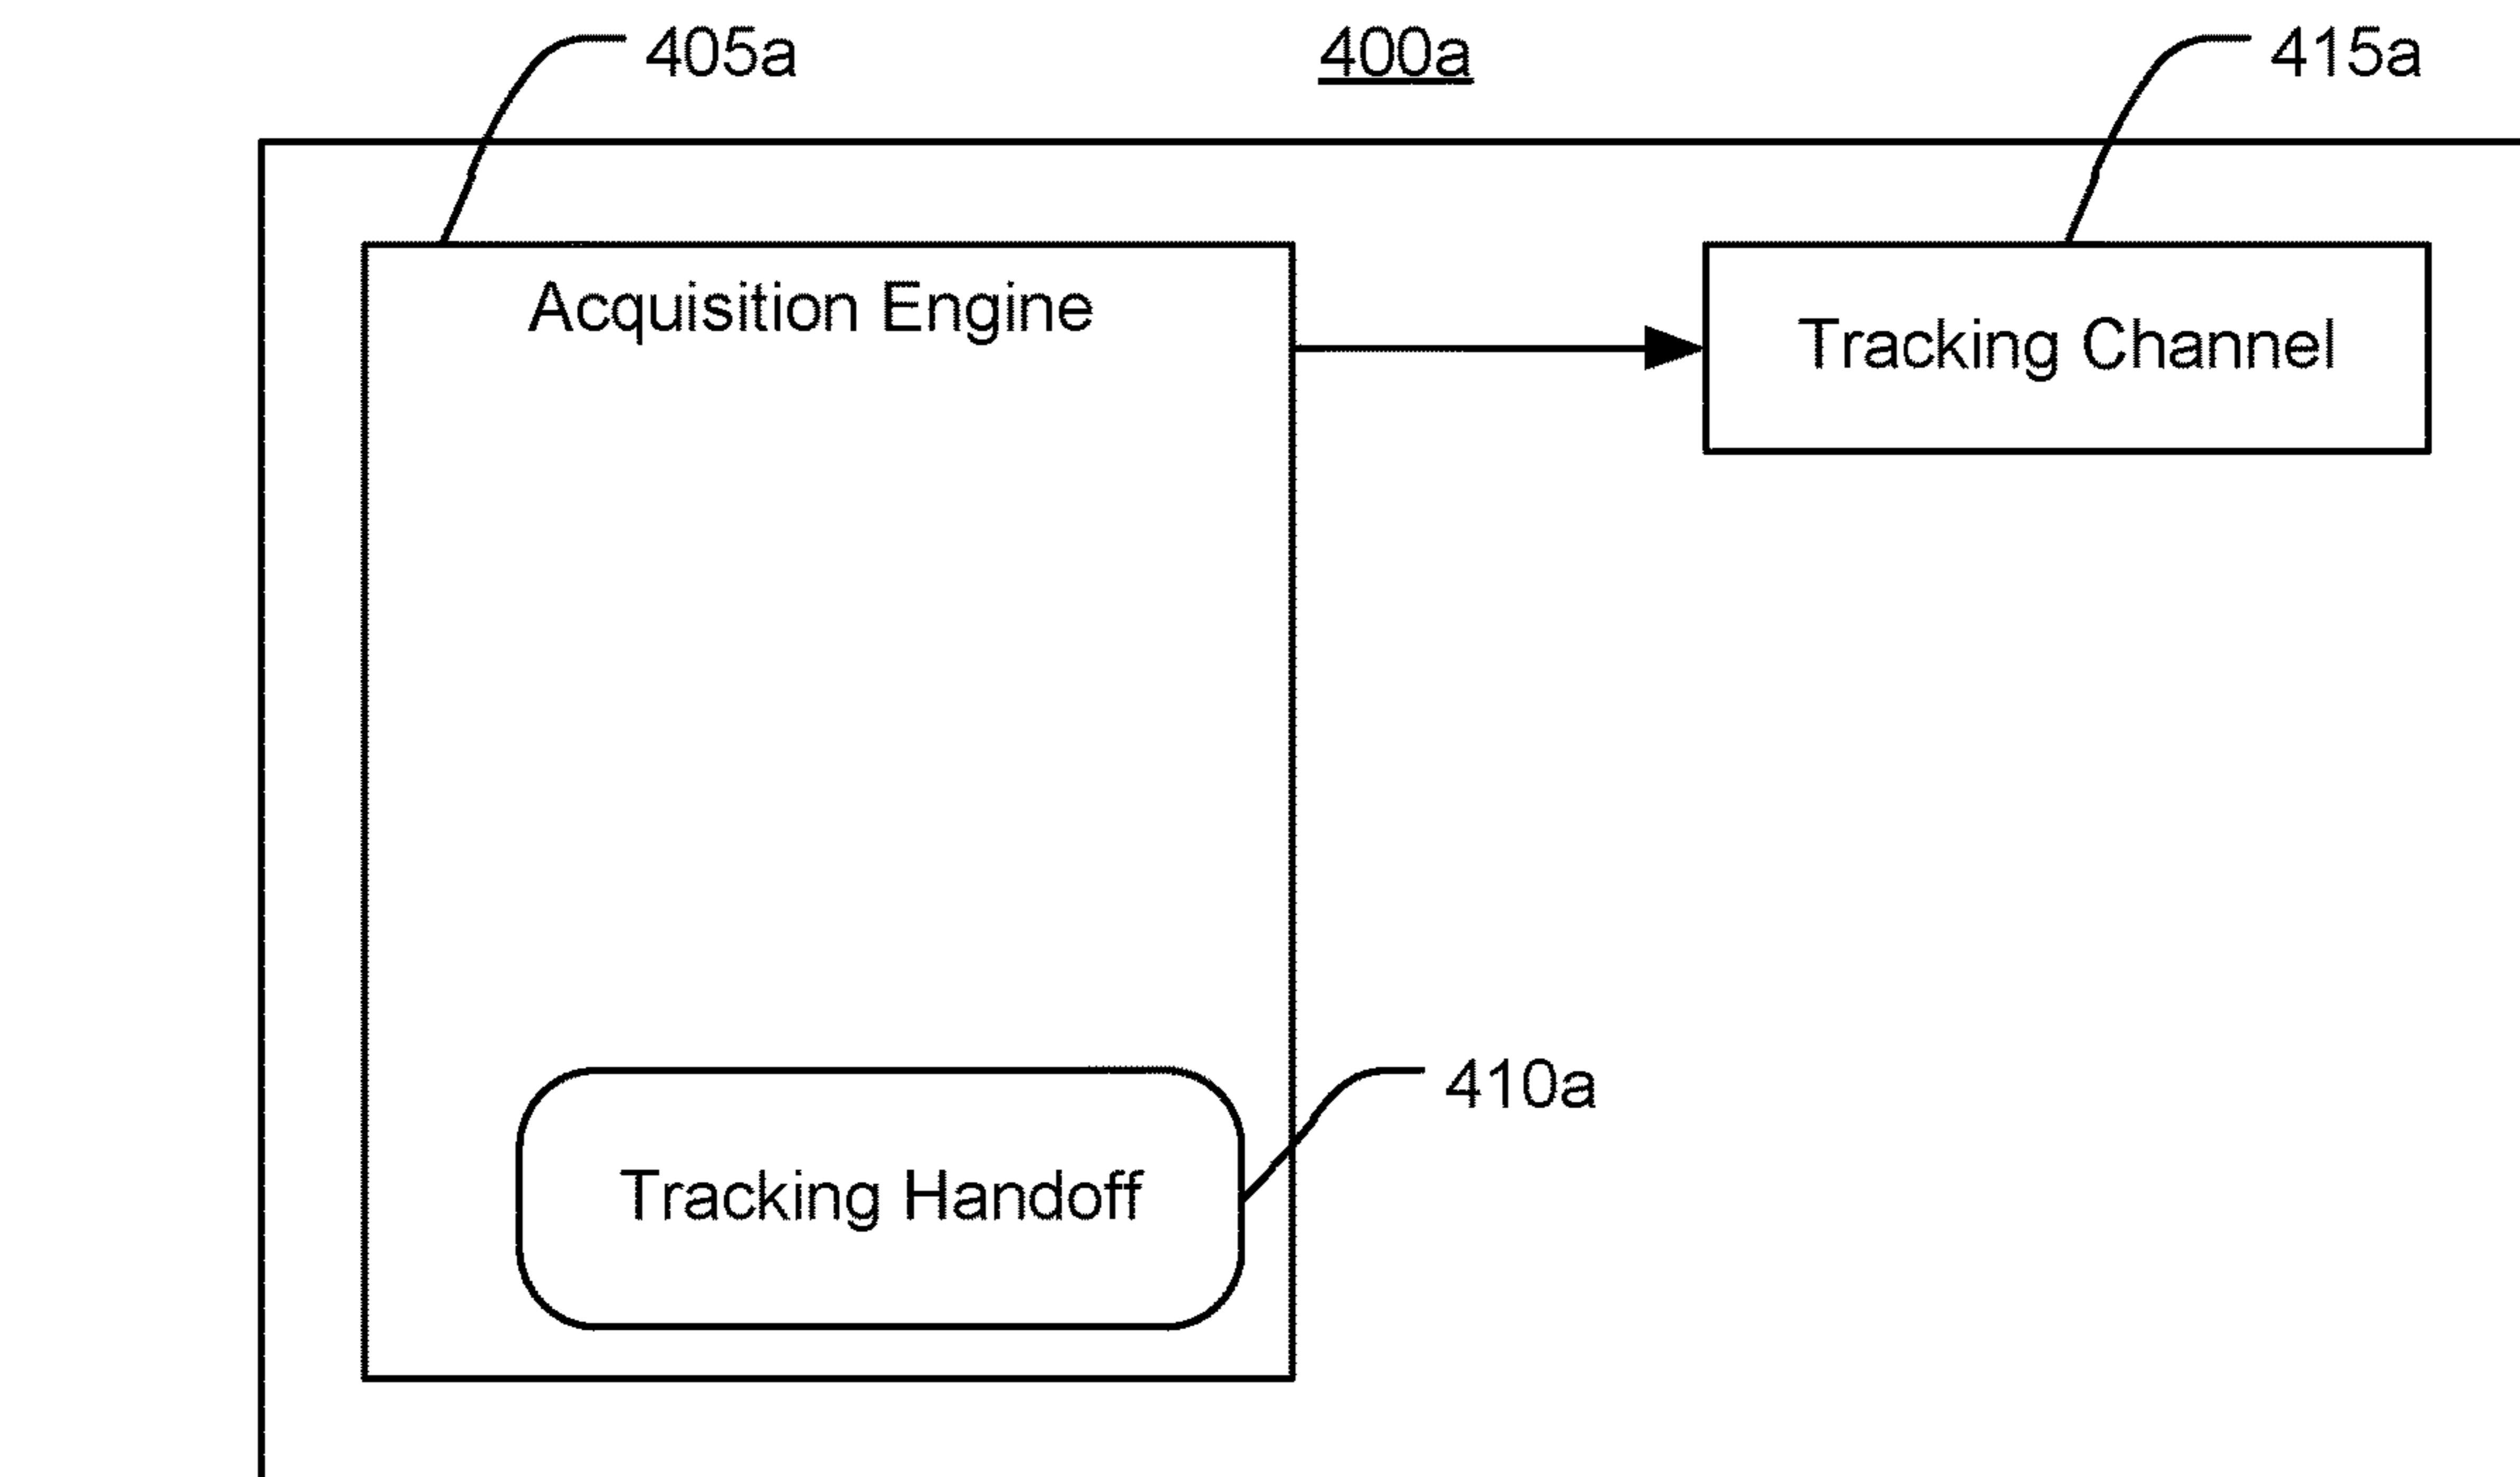 405a
400a
415a
Acquisition Engine
Tracking Channel
410a
Tracking Handoff